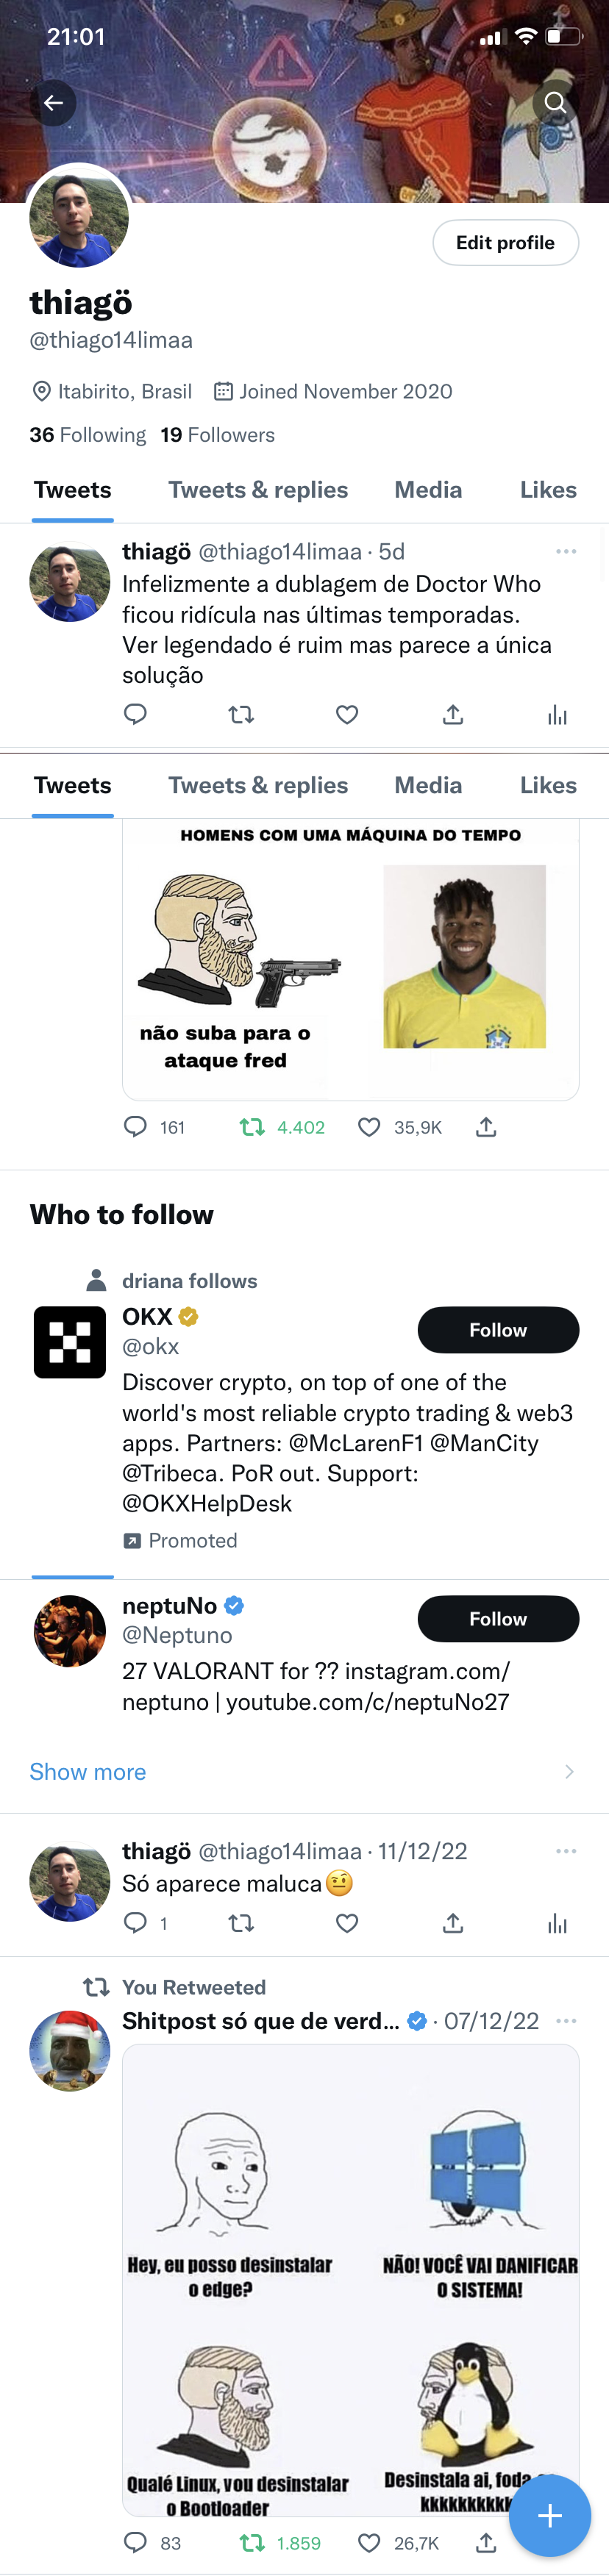 21:01
Edit profile
thiagö
@thiago14limaa
Itabirito, Brasil Joined November 2020
36 Following 19 Followers
Tweets Tweets & replies Media Likes
thiagö @thiago14limaa · 5d
Infelizmente a dublagem de Doctor Who
ficou ridícula nas últimas temporadas.
Ver legendado é ruim mas parece a única
solução
Tweets Tweets & replies Media Likes
HOMENS COM UMA MÁQUINA DO TEMPO
não suba para o
ataque fred
161 4.402 35,9K
Who to follow
driana follows
OKX
@okx
Follow
Discover crypto, on top of one of the
world's most reliable crypto trading & web3
apps. Partners: @McLarenF1 @ManCity
@Tribeca. PoR out. Support:
@OKXHelpDesk
Promoted
neptuNo
@Neptuno
Follow
27 VALORANT for ?? instagram.com/
neptuno | youtube.com/c/neptuNo27
Show more
thiagö @thiago14limaa · 11/12/22
Só aparece maluca🤨
1
You Retweeted
Shitpost só que de verd... · 07/12/22
Hey, eu posso desinstalar
o edge?
NÃO! VOCÊ VAI DANIFICAR
O SISTEMA!
Qualé Linux, vou desinstalar
o Bootloader
Desinstala ai,
83 1.859 26,7K